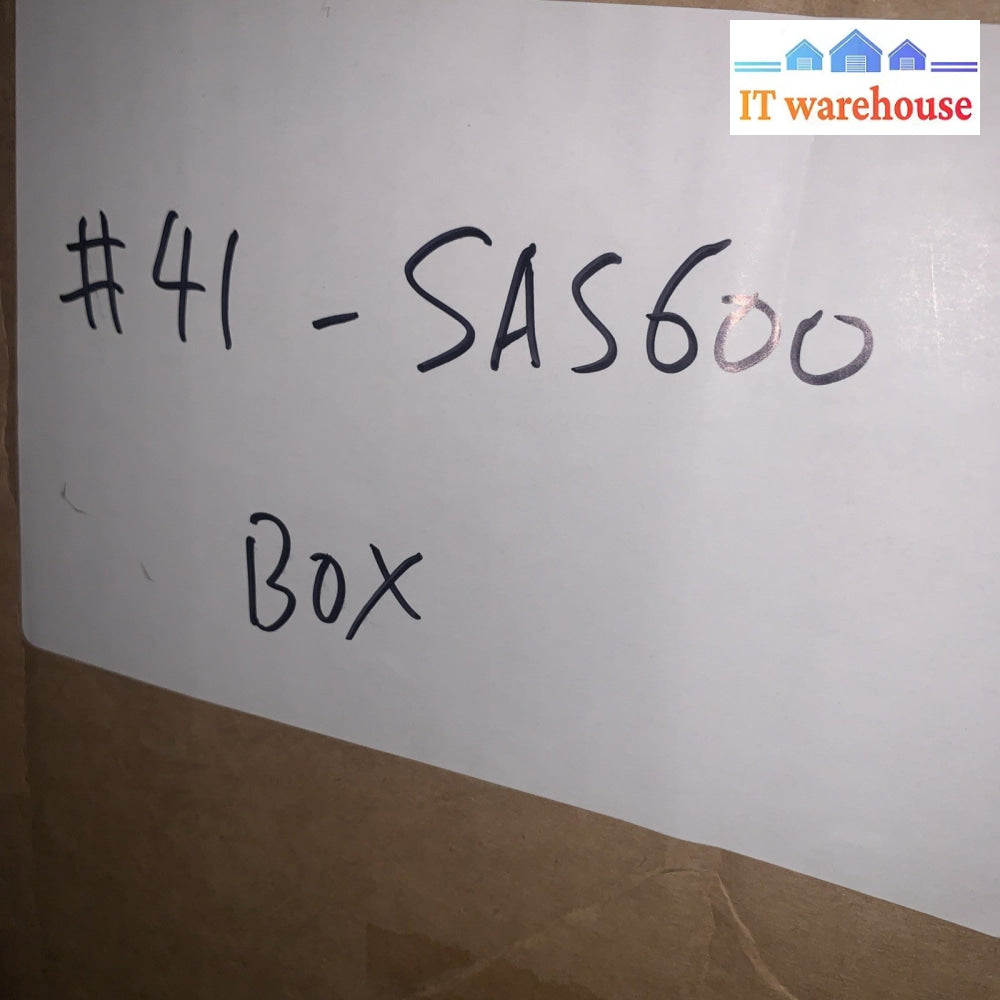 IT warehouse
#41 - SAS600
BOX